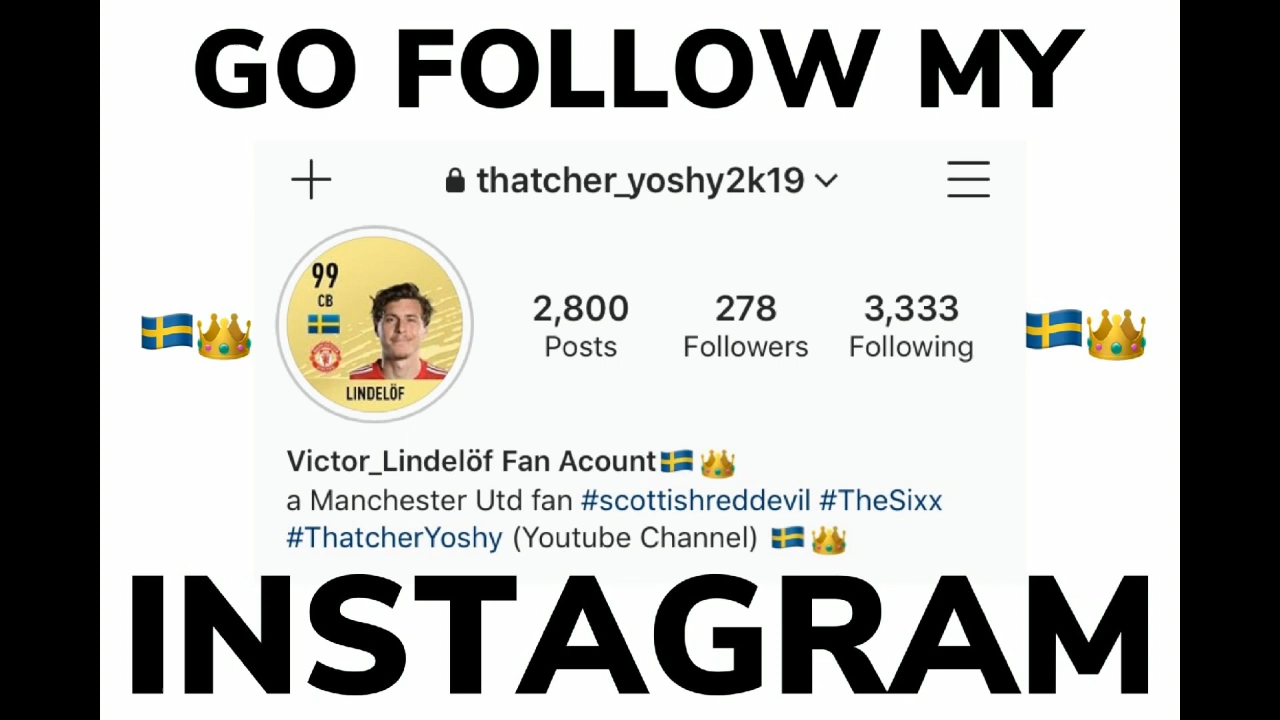 GO FOLLOW MY
thatcher_yoshy2k19
99
CB
LINDELÖF
2,800 278 3,333
Posts Followers Following
Victor_Lindelöf Fan Acount🇸🇪👑
a Manchester Utd fan #scottishreddevil #TheSixx
#ThatcherYoshy (Youtube Channel) 🇸🇪👑
INSTAGRAM